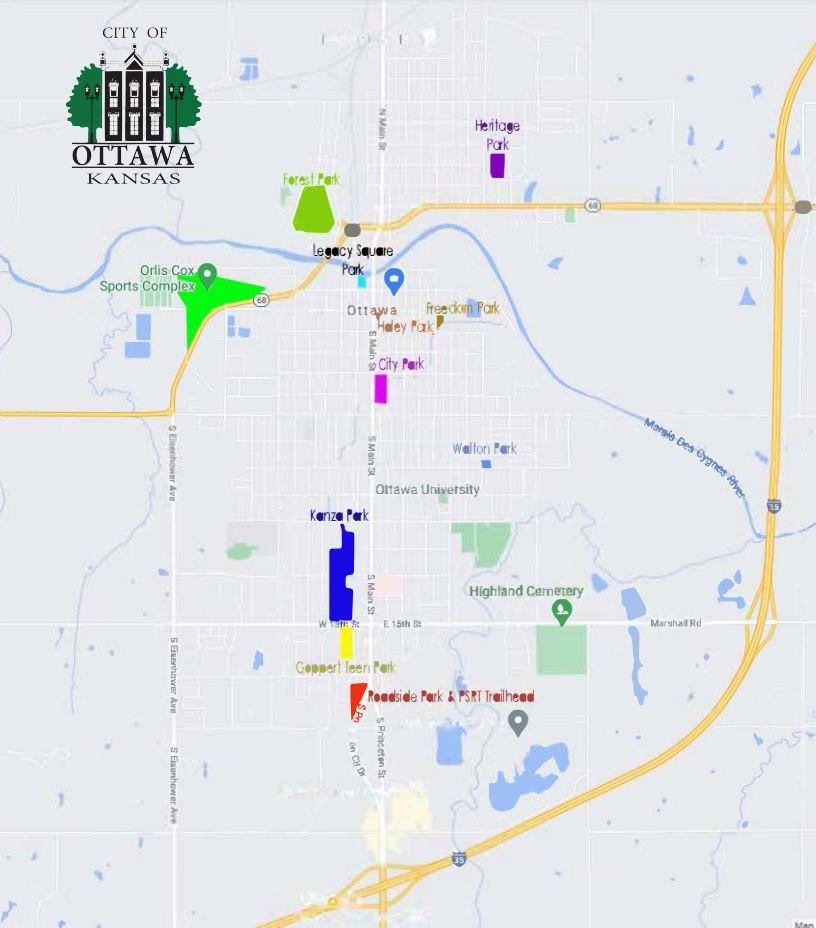 CITY OF
OTTAWA
KANSAS
N Main St
Heritage
Park
Forest Park
68
Legacy Square
Park
Orlis Cox
Sports Complex
68
Ottawa
Freedom Park
Haley Park
S Main St
City Park
S Main St
Walton Park
Marais Des Cygnes River
S Eisenhower Ave
Ottawa University
35
Kanza Park
S Main St
Highland Cemetery
W 15th St
E 15th St
Marshall Rd
S Eisenhower Ave
Goppert Teen Park
Roadside Park & PSRT Trailhead
S Princeton St
S Eisenhower Ave
35
Map